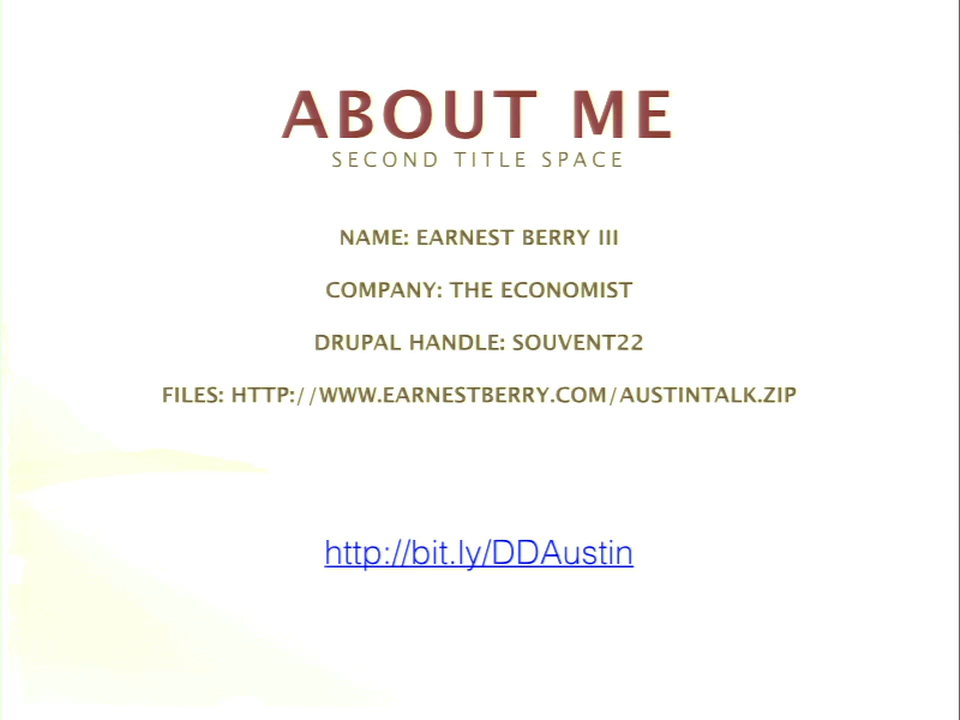 ABOUT ME
SECOND TITLE SPACE
NAME: EARNEST BERRY III
COMPANY: THE ECONOMIST
DRUPAL HANDLE: SOUVENT22
FILES: HTTP://WWW.EARNESTBERRY.COM/AUSTINTALK.ZIP
http://bit.ly/DDAustin